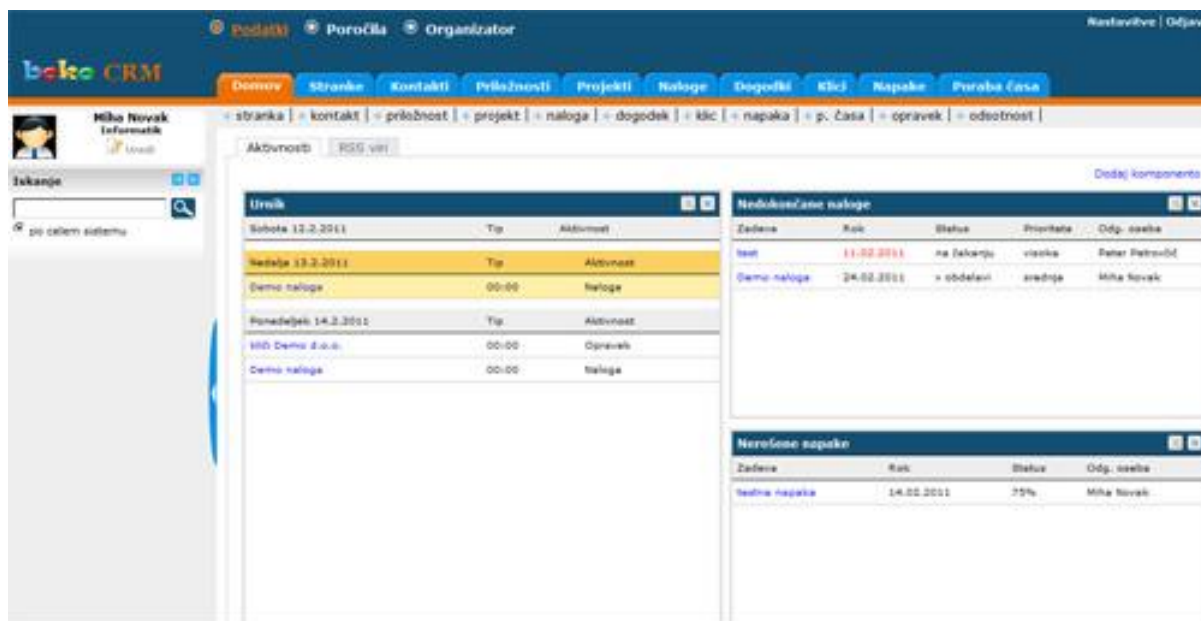 Podatki Poročila Organizator
Nastavitve | Odjav
beko CRM
Domov Stranke Kontakti Priložnosti Projekti Naloge Dogodki Klici Napake Poraba časa
Miha Novak
Informatik
Uredi
+ stranka | + kontakt | + priložnost | + projekt | + naloga | + dogodek | + klic | + napaka | + p. časa | + opravek | + odsotnost |
Aktivnosti RSS viri
Iskanje
Dodaj komponento
po celem sistemu
Urnik
Sobota 12.2.2011 Tip Aktivnost
Nedelja 13.2.2011 Tip Aktivnost
Demo naloga 00:00 Naloga
Ponedeljek 14.2.2011 Tip Aktivnost
Demo d.o.o. 00:00 Opravek
Demo naloga 00:00 Naloga
Nedokončane naloge
Zadeva Rok Status Prioriteta Odg. oseba
test 11.02.2011 na čakanju visoka Peter Petrovčič
Demo naloga 24.02.2011 v obdelavi srednja Miha Novak
Nerešene napake
Zadeva Rok Status Odg. oseba
testna napaka 14.02.2011 75% Miha Novak